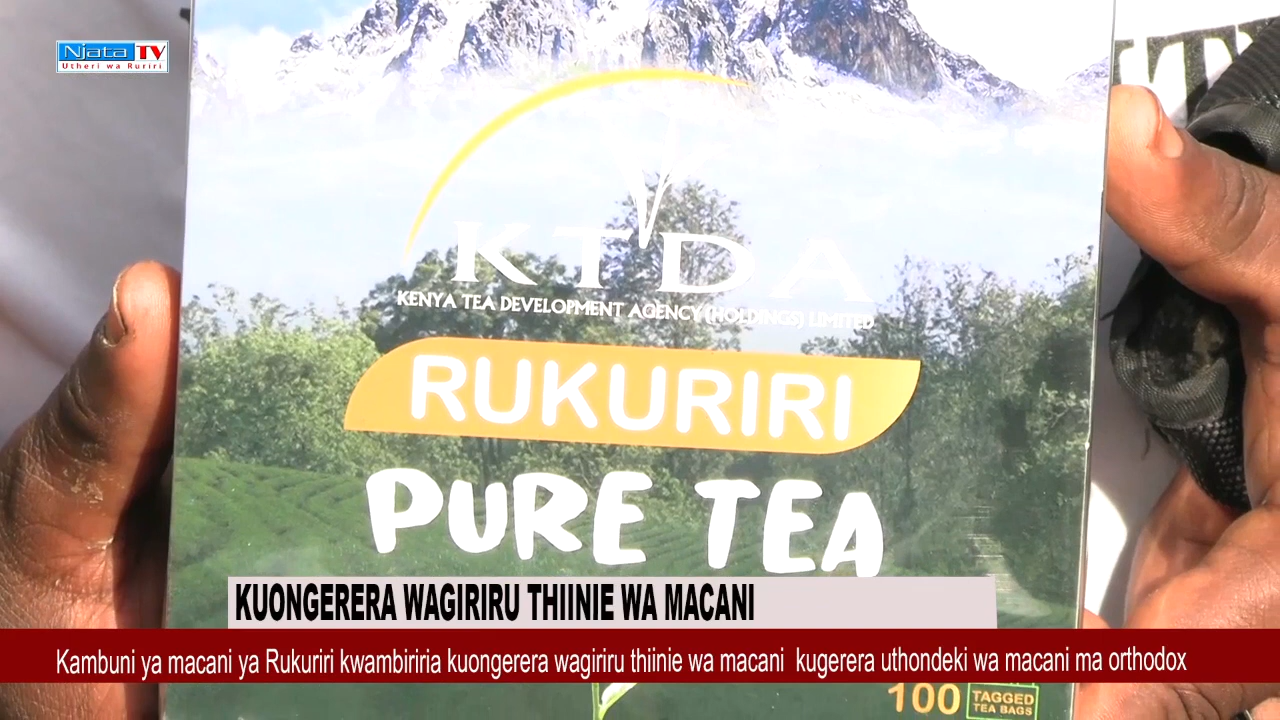 Njata TV
Utheri wa Ruriri
KTDA
KENYA TEA DEVELOPMENT AGENCY (HOLDINGS) LIMITED
RUKURIRI
PURE TEA
KUONGERERA WAGIRIRU THIINIE WA MACANI
Kambuni ya macani ya Rukuriri kwambiriria kuongerera wagiriru thiinie wa macani kugerera uthondeki wa macani ma orthodox
100 TAGGED
TEA BAGS